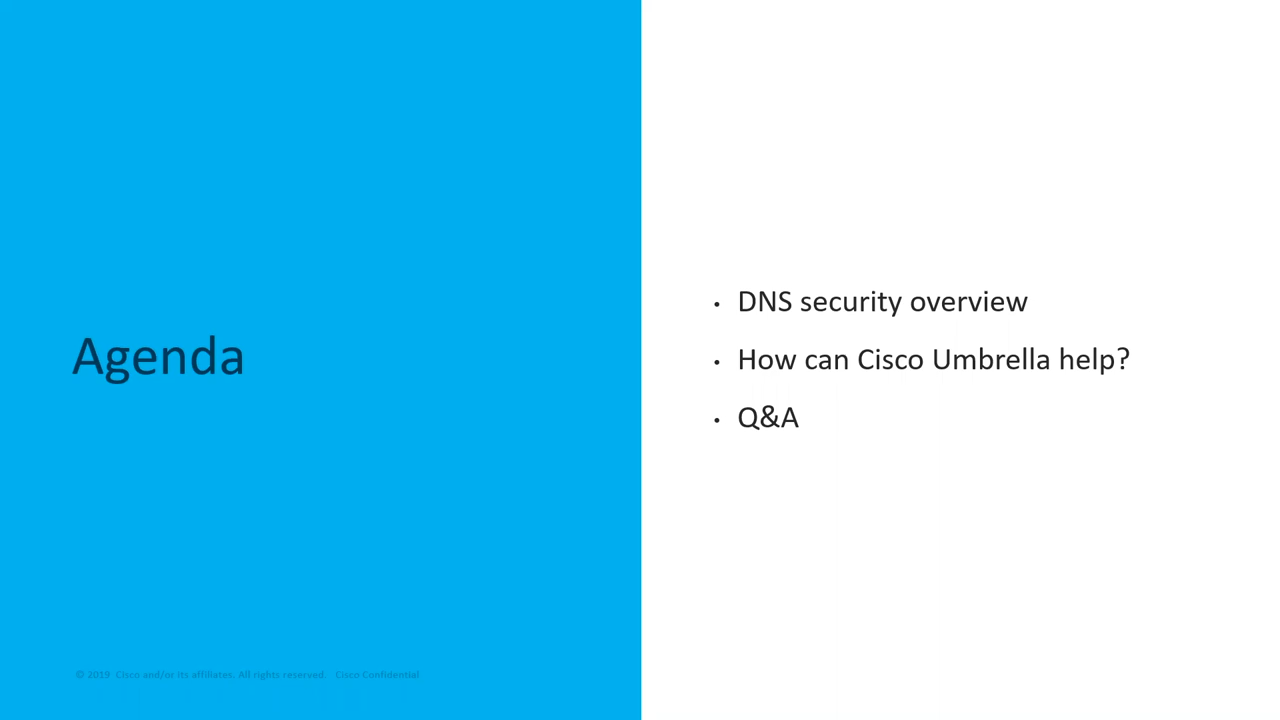 Agenda
• DNS security overview
• How can Cisco Umbrella help?
• Q&A
© 2019 Cisco and/or its affiliates. All rights reserved. Cisco Confidential